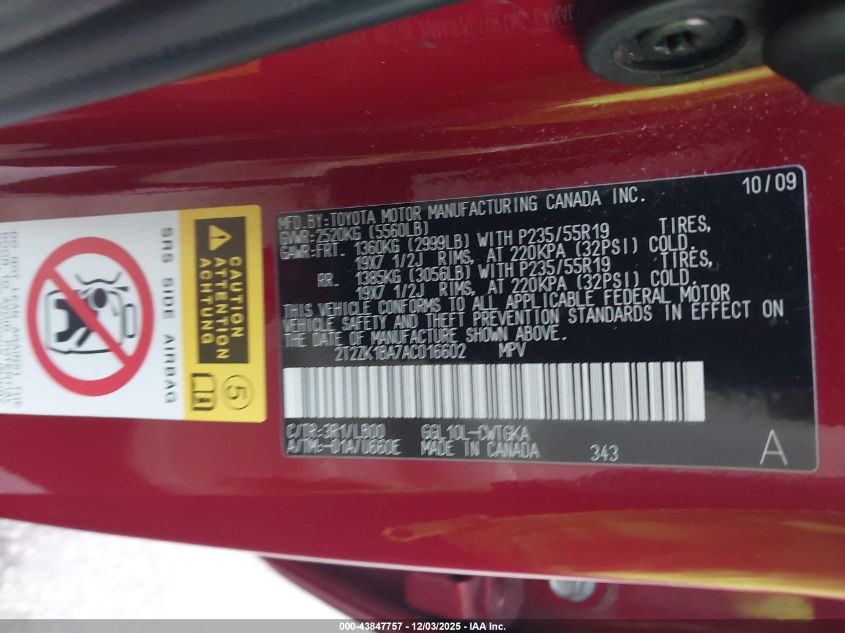 10/09
MFD.BY:TOYOTA MOTOR MANUFACTURING CANADA INC.
GVWR:2520KG (5560LB)
GAWR:FRT. 1360KG (2999LB) WITH P235/55R19 TIRES,
19X7 1/2J RIMS, AT 220KPA (32PSI) COLD.
RR. 1385KG (3056LB) WITH P235/55R19 TIRES,
19X7 1/2J RIMS, AT 220KPA (32PSI) COLD.
THIS VEHICLE CONFORMS TO ALL APPLICABLE FEDERAL MOTOR
VEHICLE SAFETY AND THEFT PREVENTION STANDARDS IN EFFECT ON
THE DATE OF MANUFACTURE SHOWN ABOVE.
2T2ZK1BA7AC016602 MPV
C/TR:3R1/LB00 GGL10L-CWTGKA
A/TM:-01A/U660E MADE IN CANADA 343
A
SRS SIDE AIRBAG
CAUTION
ACHTUNG
5
000-43847757 - 12/03/2025 - IAA Inc.